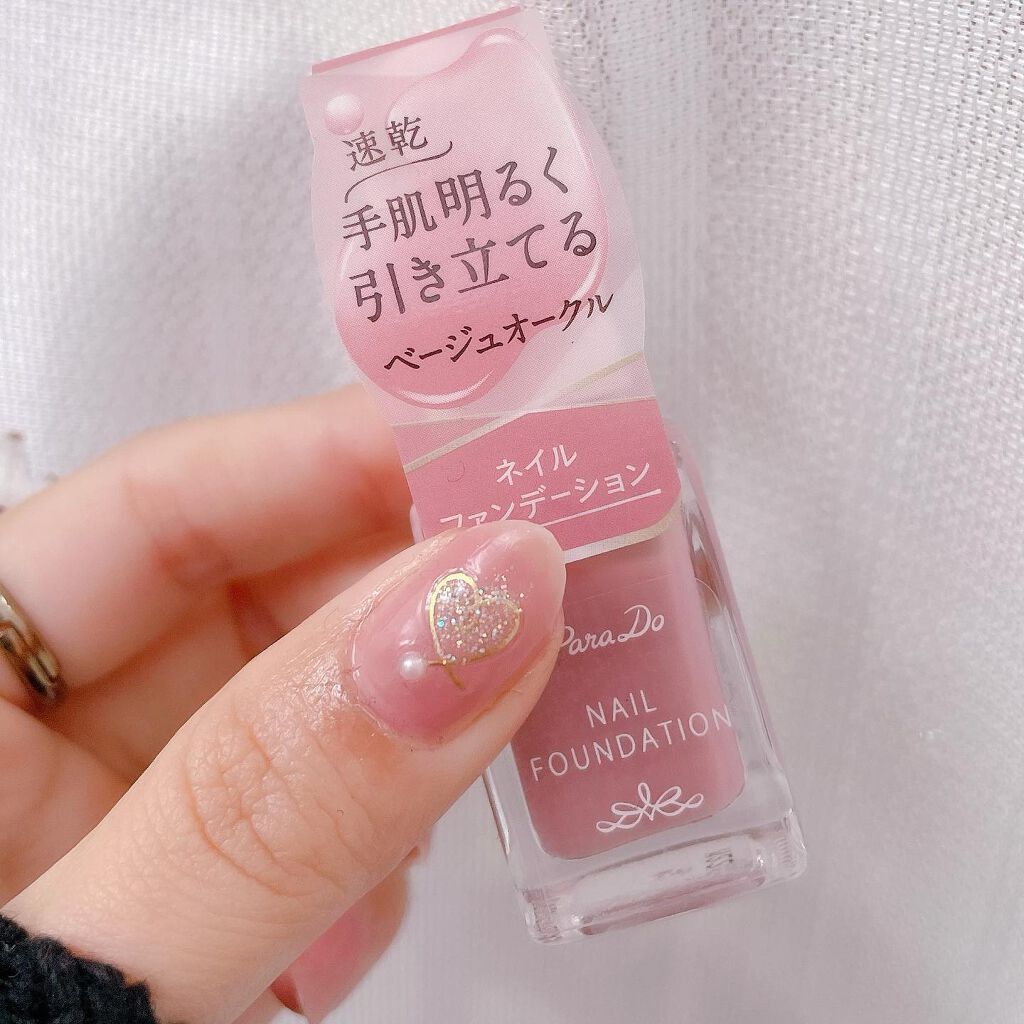 速乾
手肌明るく
引き立てる
ベージュオークル
ネイル
ファンデーション
ParaDo
NAIL
FOUNDATION